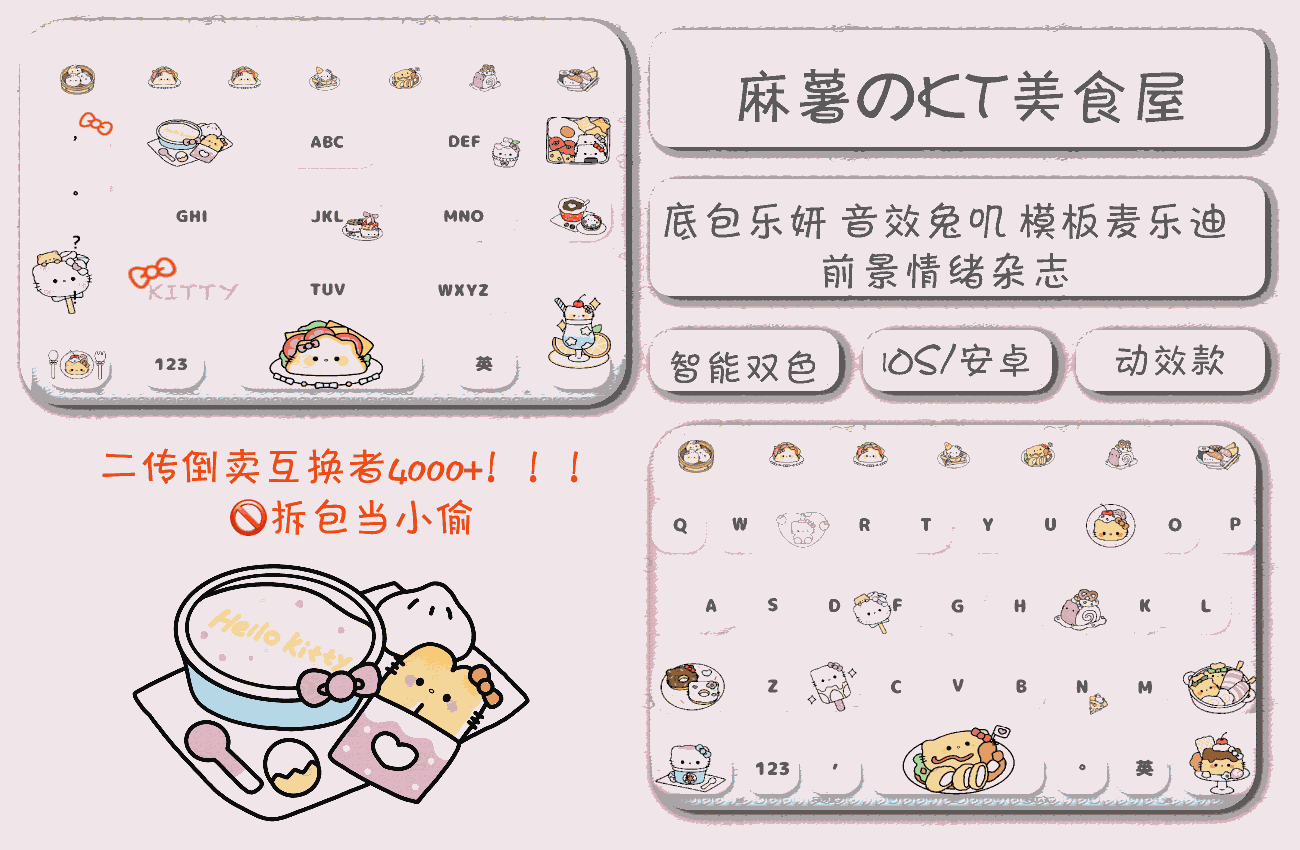 麻薯のKT美食屋
底包乐妍 音效兔叽 模板麦乐迪
前景情绪杂志
智能双色
iOS/安卓
动效款
,
ABC
DEF
。
GHI
JKL
MNO
?
!
KITTY
TUV
WXYZ
123
英
二传倒卖互换者4000+！！！
🚫拆包当小偷
Hello Kitty
Q W R T Y U O P
A S D F G H K L
Z C V B N M
123 , 。 英